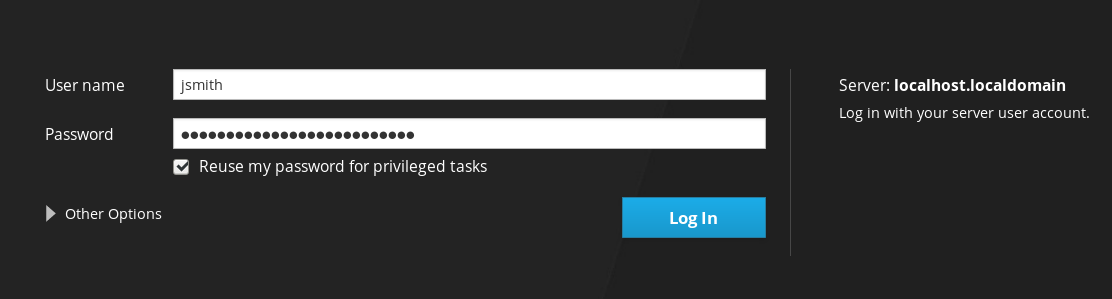 User name
jsmith
Password
••••••••••••••••••••••••••
Reuse my password for privileged tasks
Other Options
Log In
Server: localhost.localdomain
Log in with your server user account.